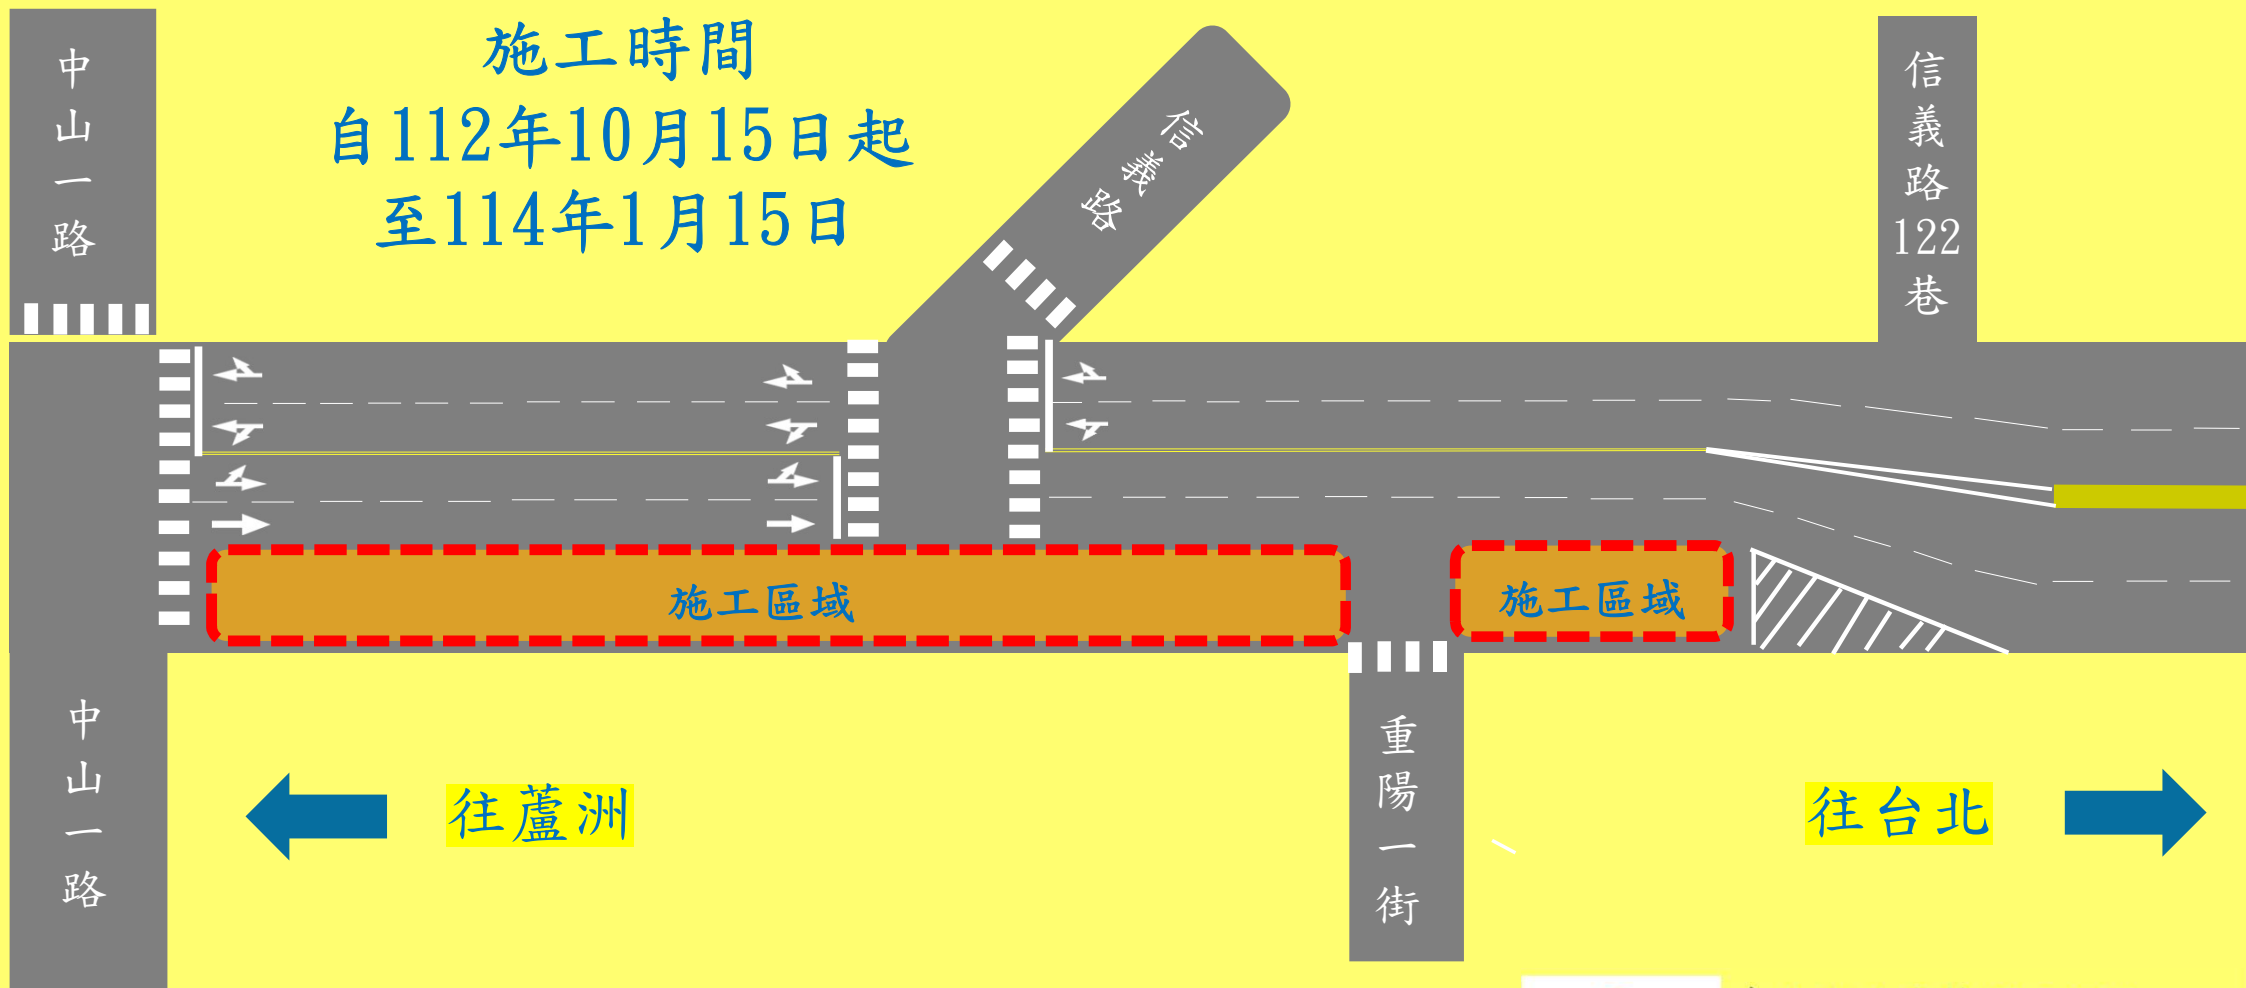 中山一路
施工時間
自112年10月15日起
至114年1月15日
信義路
信義路122巷
施工區域
施工區域
中山一路
往蘆洲
重陽一街
往台北